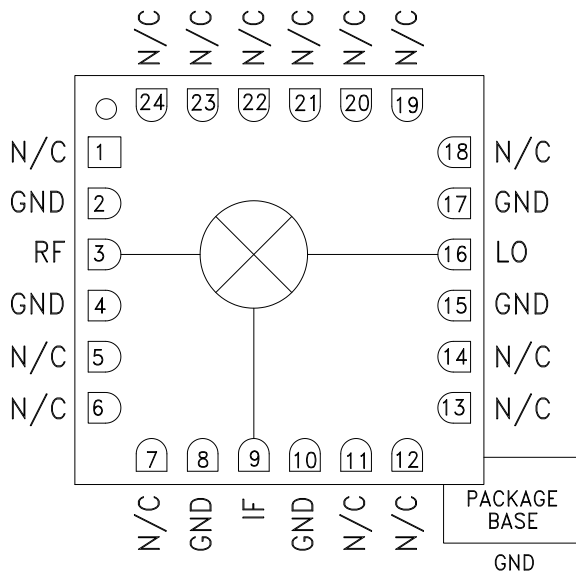 N/C N/C N/C N/C N/C N/C
24 23 22 21 20 19
N/C 1 18 N/C
GND 2 17 GND
RF 3 16 LO
GND 4 15 GND
N/C 5 14 N/C
N/C 6 13 N/C
7 8 9 10 11 12
N/C GND IF GND N/C N/C
PACKAGE
BASE
GND